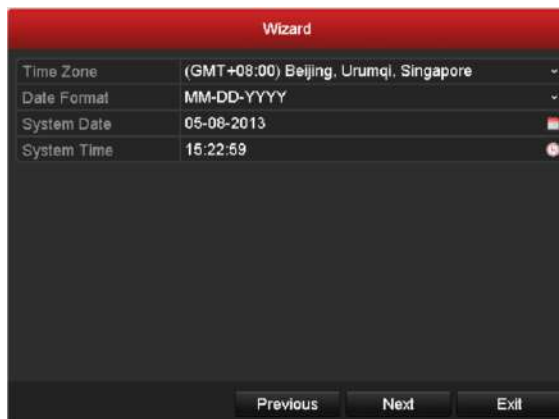 Wizard
Time Zone (GMT+08:00) Beijing, Urumqi, Singapore
Date Format MM-DD-YYYY
System Date 05-08-2013
System Time 15:22:59
Previous Next Exit